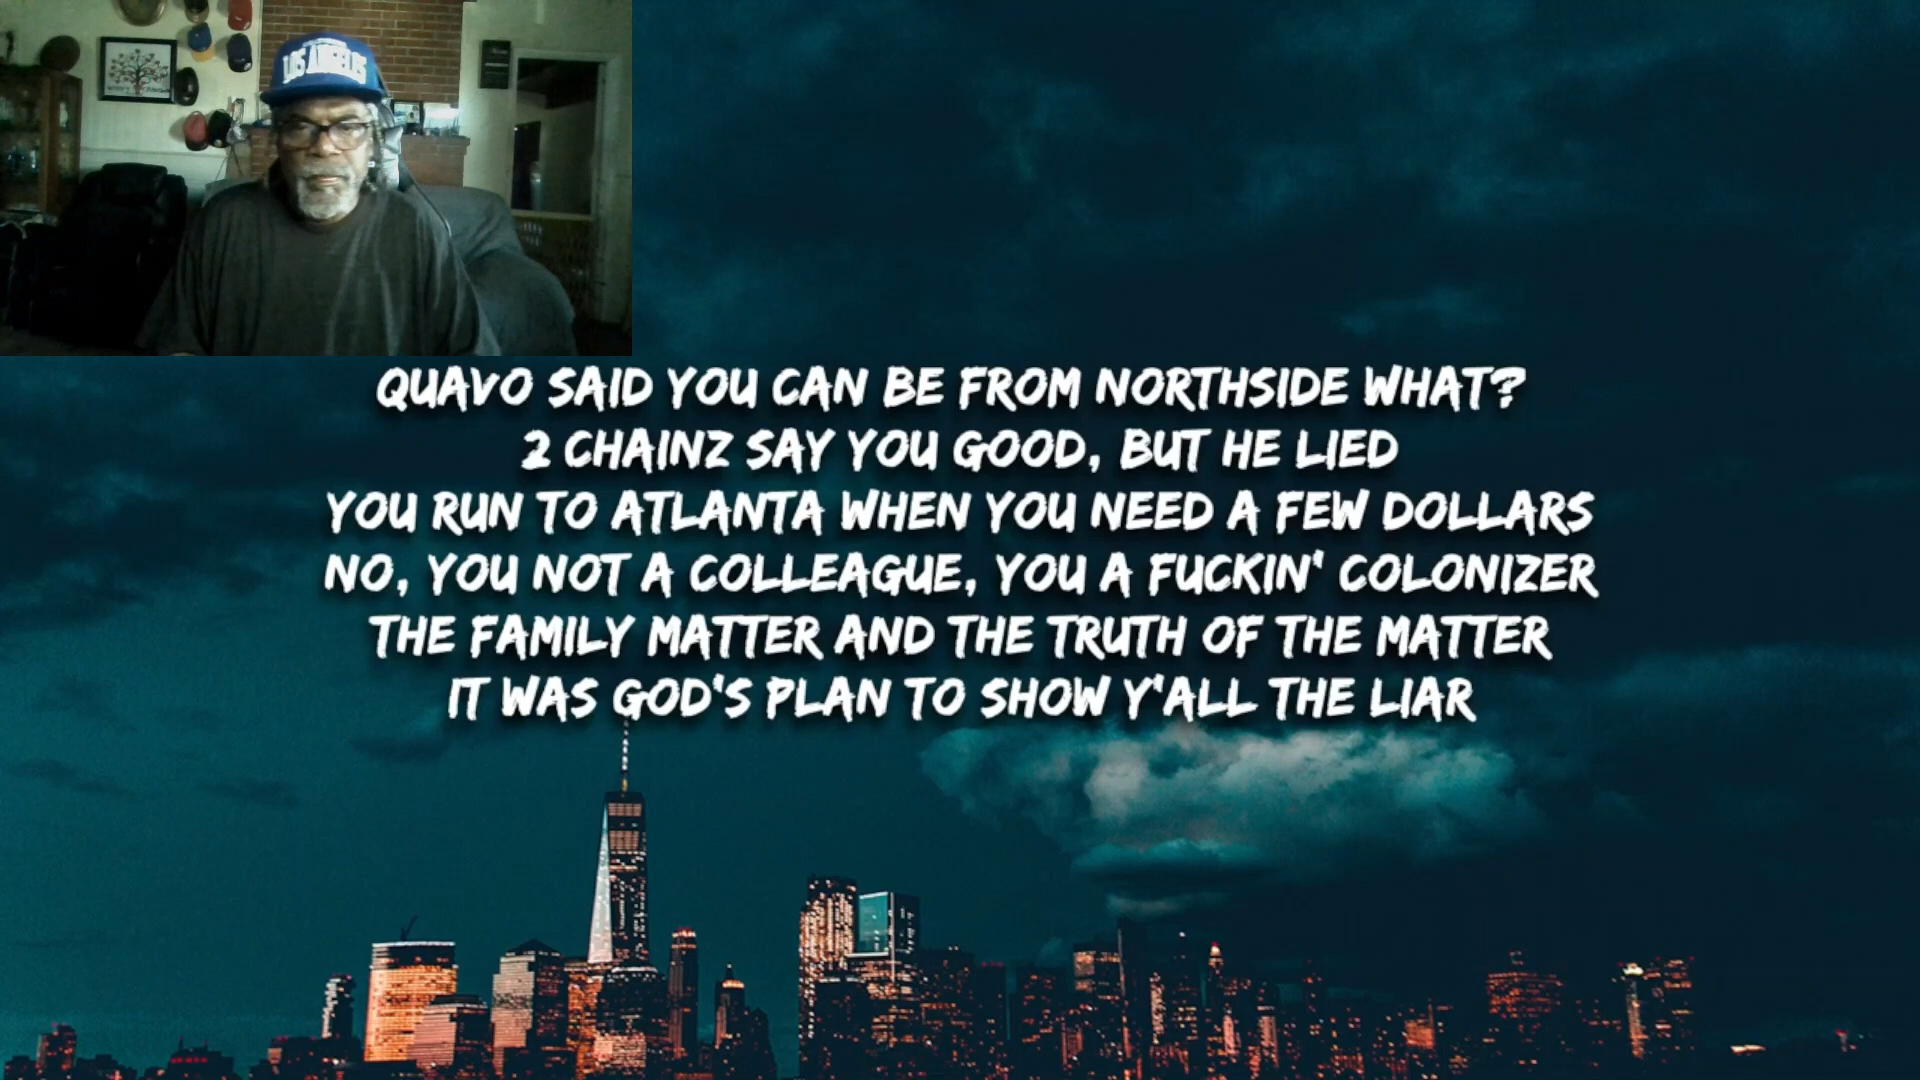 LOS ANGELES
QUAVO SAID YOU CAN BE FROM NORTHSIDE WHAT?
2 CHAINZ SAY YOU GOOD, BUT HE LIED
YOU RUN TO ATLANTA WHEN YOU NEED A FEW DOLLARS
NO, YOU NOT A COLLEAGUE, YOU A FUCKIN' COLONIZER
THE FAMILY MATTER AND THE TRUTH OF THE MATTER
IT WAS GOD'S PLAN TO SHOW Y'ALL THE LIAR